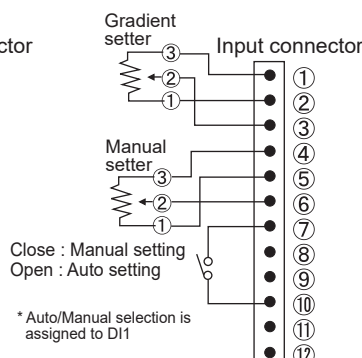 ctor
Gradient
setter
Input connector
③
②
①
Manual
setter
③
②
①
Close : Manual setting
Open : Auto setting
* Auto/Manual selection is
assigned to DI1
①
②
③
④
⑤
⑥
⑦
⑧
⑨
⑩
⑪
⑫